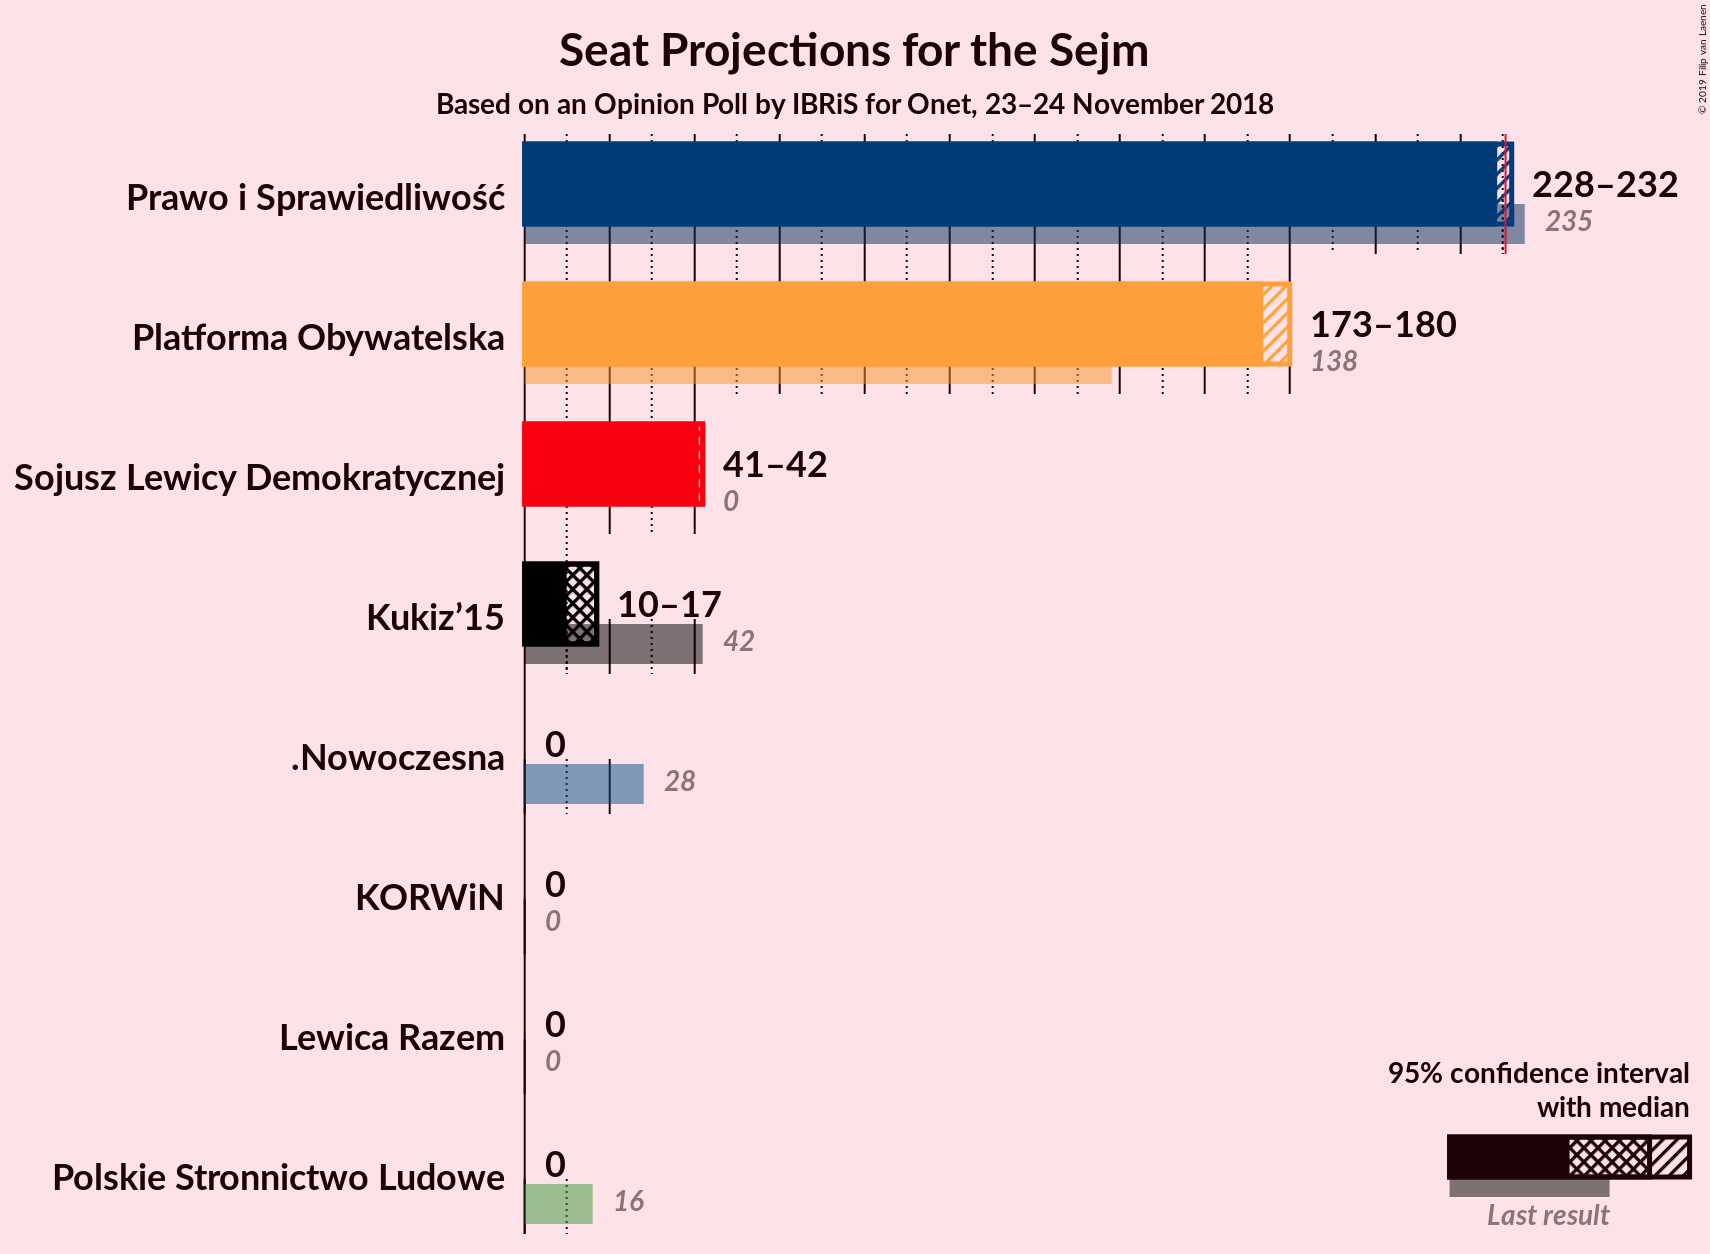 Seat Projections for the Sejm
Based on an Opinion Poll by IBRiS for Onet, 23–24 November 2018
© 2019 Filip van Laenen
Prawo i Sprawiedliwość
228–232
235
Platforma Obywatelska
173–180
138
Sojusz Lewicy Demokratycznej
41–42
0
Kukiz’15
10–17
42
.Nowoczesna
0
28
KORWiN
0
0
Lewica Razem
0
0
Polskie Stronnictwo Ludowe
0
16
95% confidence interval
with median
Last result